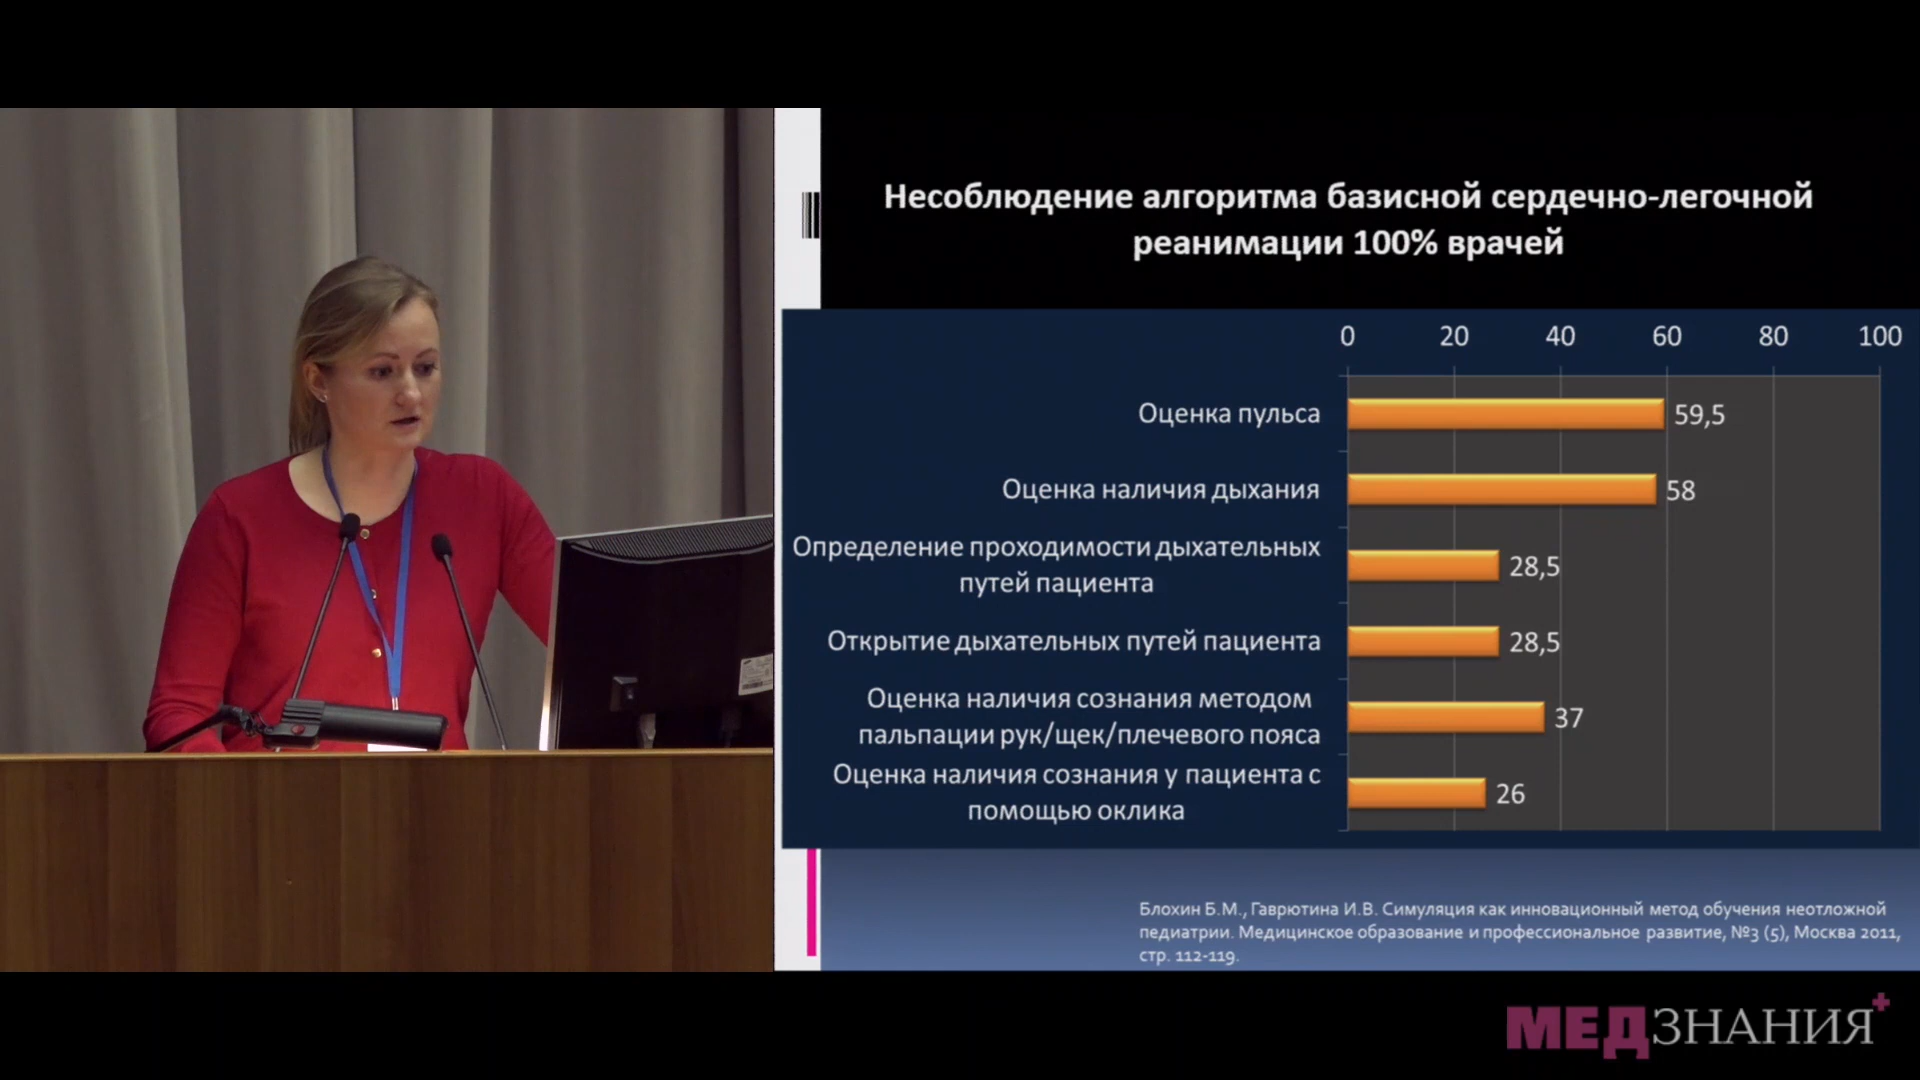 Несоблюдение алгоритма базисной сердечно-легочной
реанимации 100% врачей
0 20 40 60 80 100
Оценка пульса 59,5
Оценка наличия дыхания 58
Определение проходимости дыхательных
путей пациента 28,5
Открытие дыхательных путей пациента 28,5
Оценка наличия сознания методом
пальпации рук/щек/плечевого пояса 37
Оценка наличия сознания у пациента с
помощью оклика 26
Блохин Б.М., Гаврютина И.В. Симуляция как инновационный метод обучения неотложной
педиатрии. Медицинское образование и профессиональное развитие, №3 (5), Москва 2011,
стр. 112-119.
МЕДЗНАНИЯ+